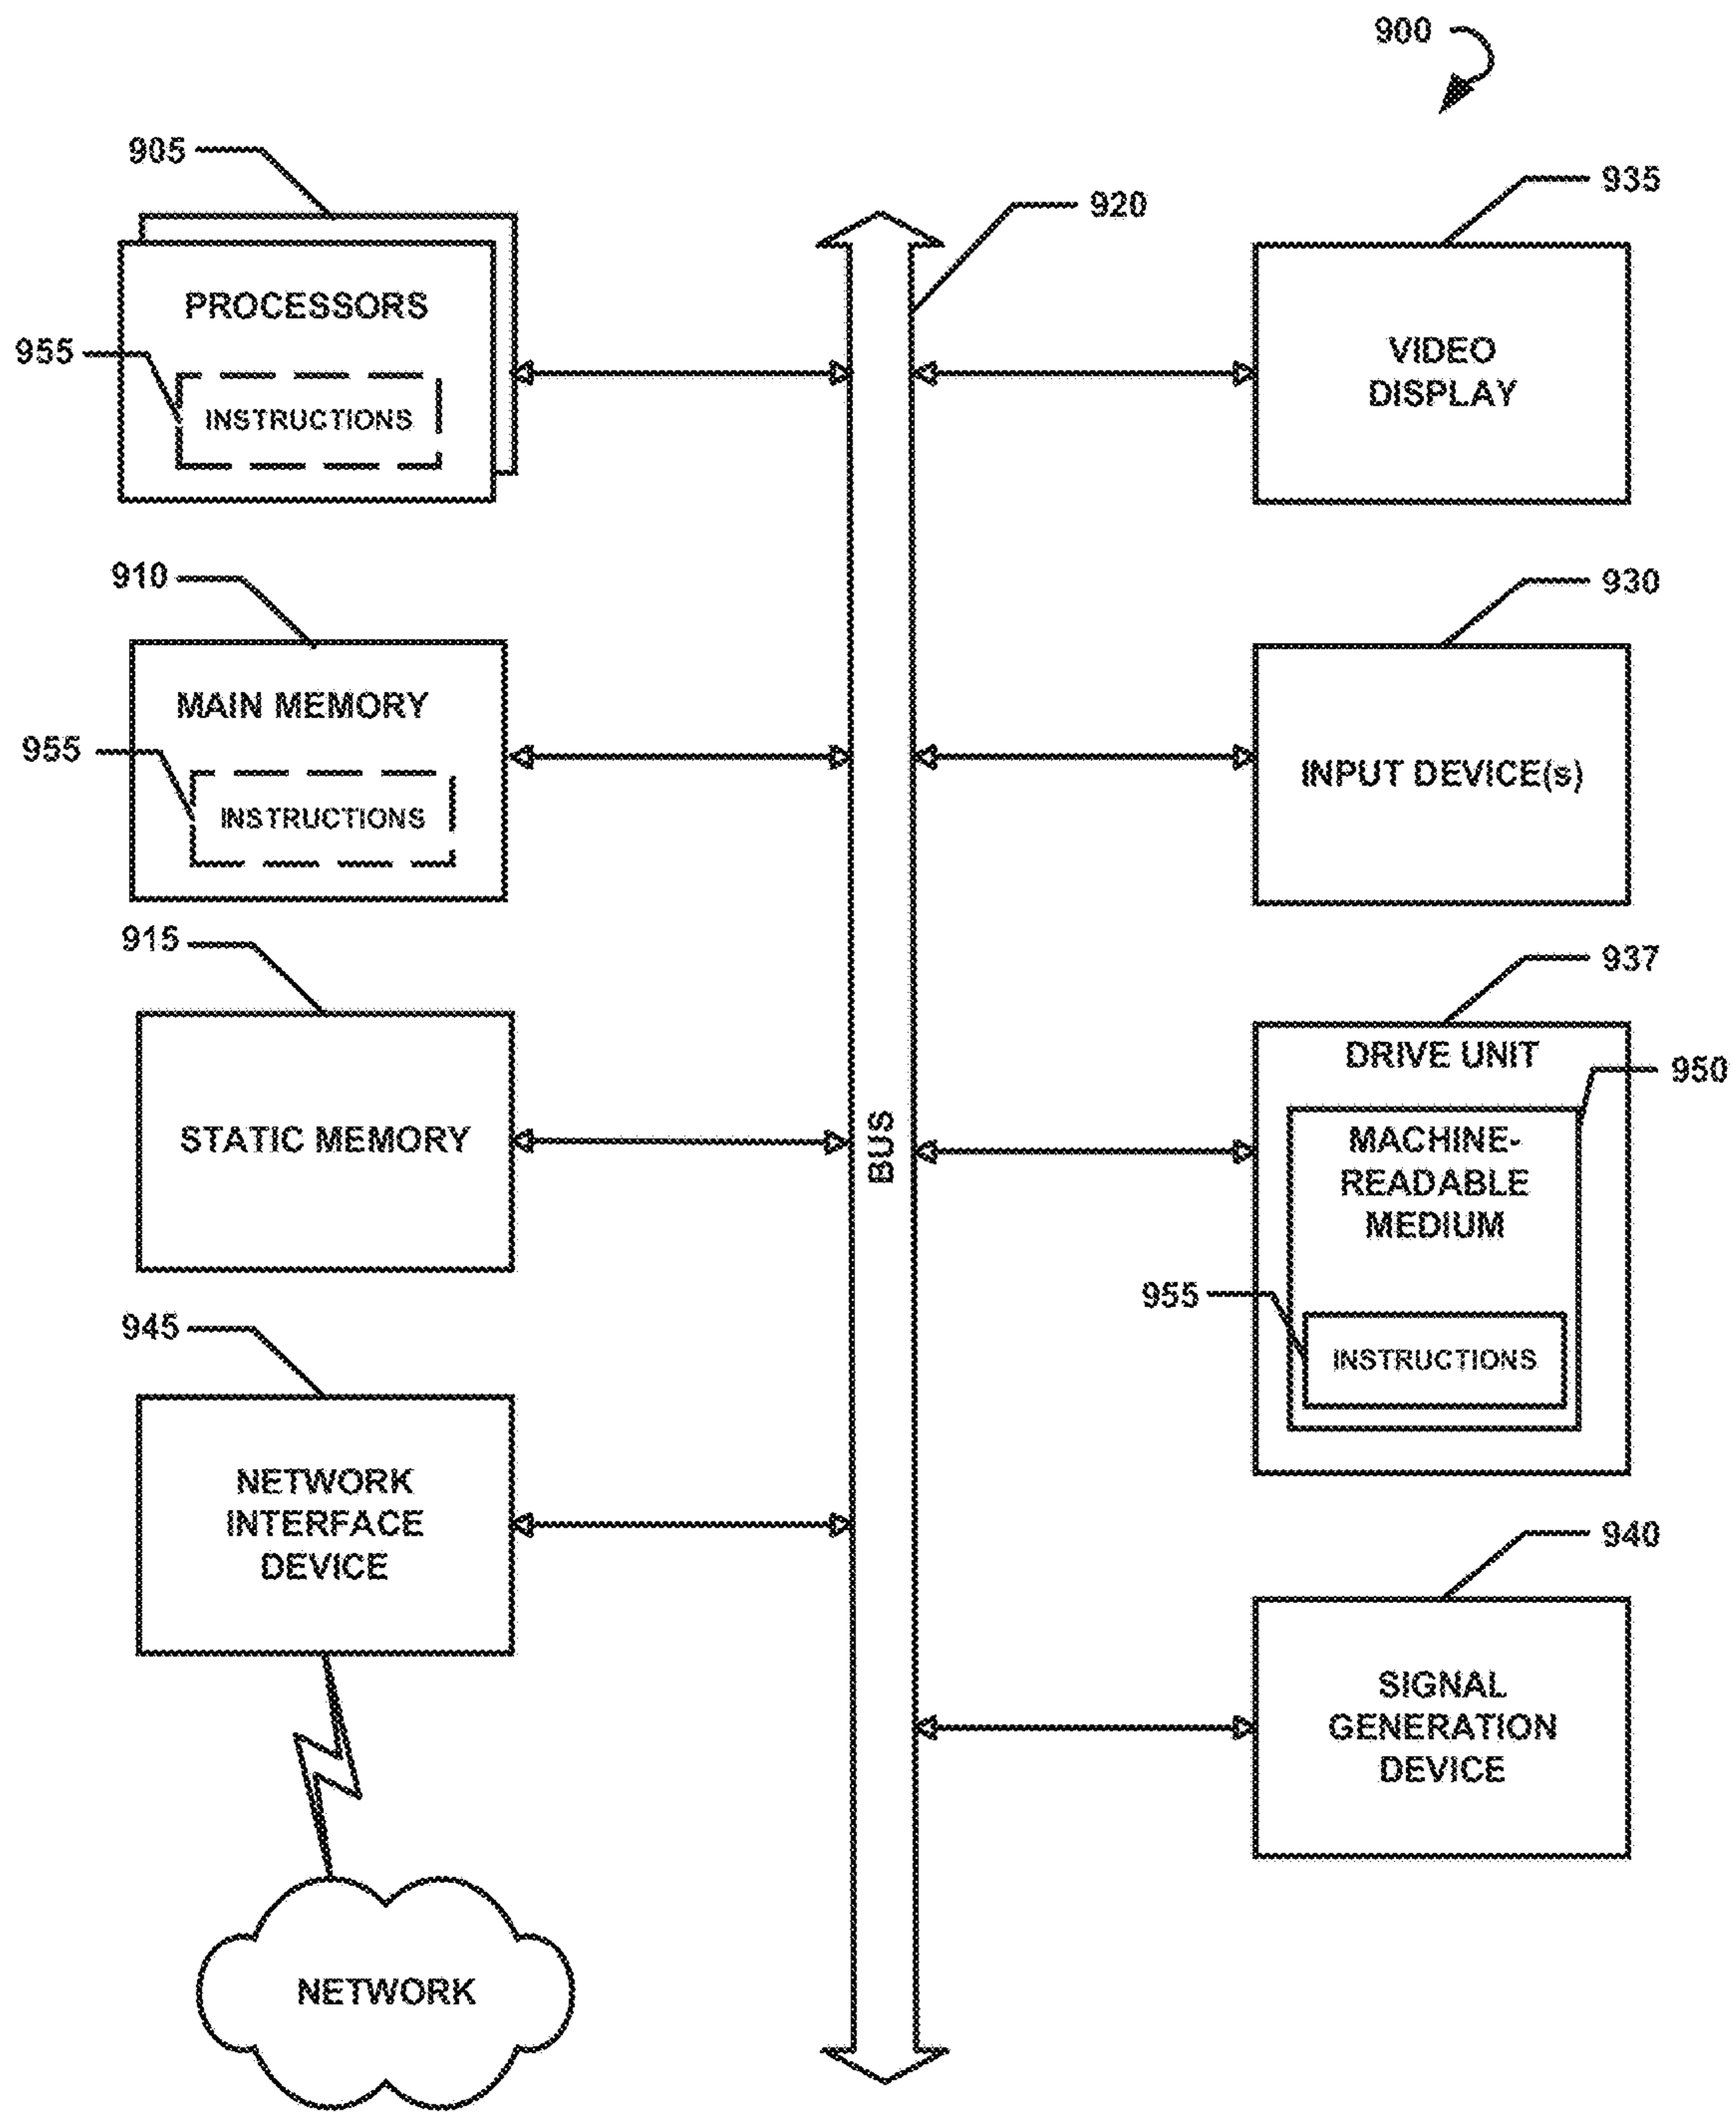 900
905
PROCESSORS
955
INSTRUCTIONS
920
935
VIDEO
DISPLAY
910
MAIN MEMORY
955
INSTRUCTIONS
930
INPUT DEVICE(s)
915
STATIC MEMORY
BUS
937
DRIVE UNIT
950
MACHINE-
READABLE
MEDIUM
955
INSTRUCTIONS
945
NETWORK
INTERFACE
DEVICE
940
SIGNAL
GENERATION
DEVICE
NETWORK